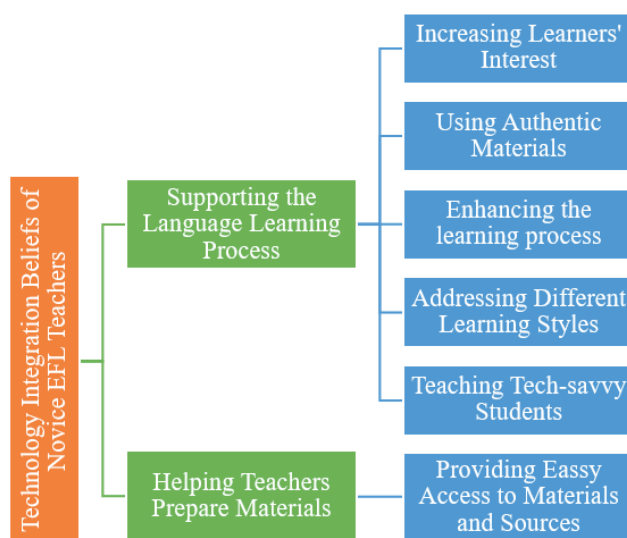 Technology Integration Beliefs of
Novice EFL Teachers
Supporting the
Language Learning
Process
Increasing Learners'
Interest
Using Authentic
Materials
Enhancing the
learning process
Addressing Different
Learning Styles
Teaching Tech-savvy
Students
Helping Teachers
Prepare Materials
Providing Eassy
Access to Materials
and Sources